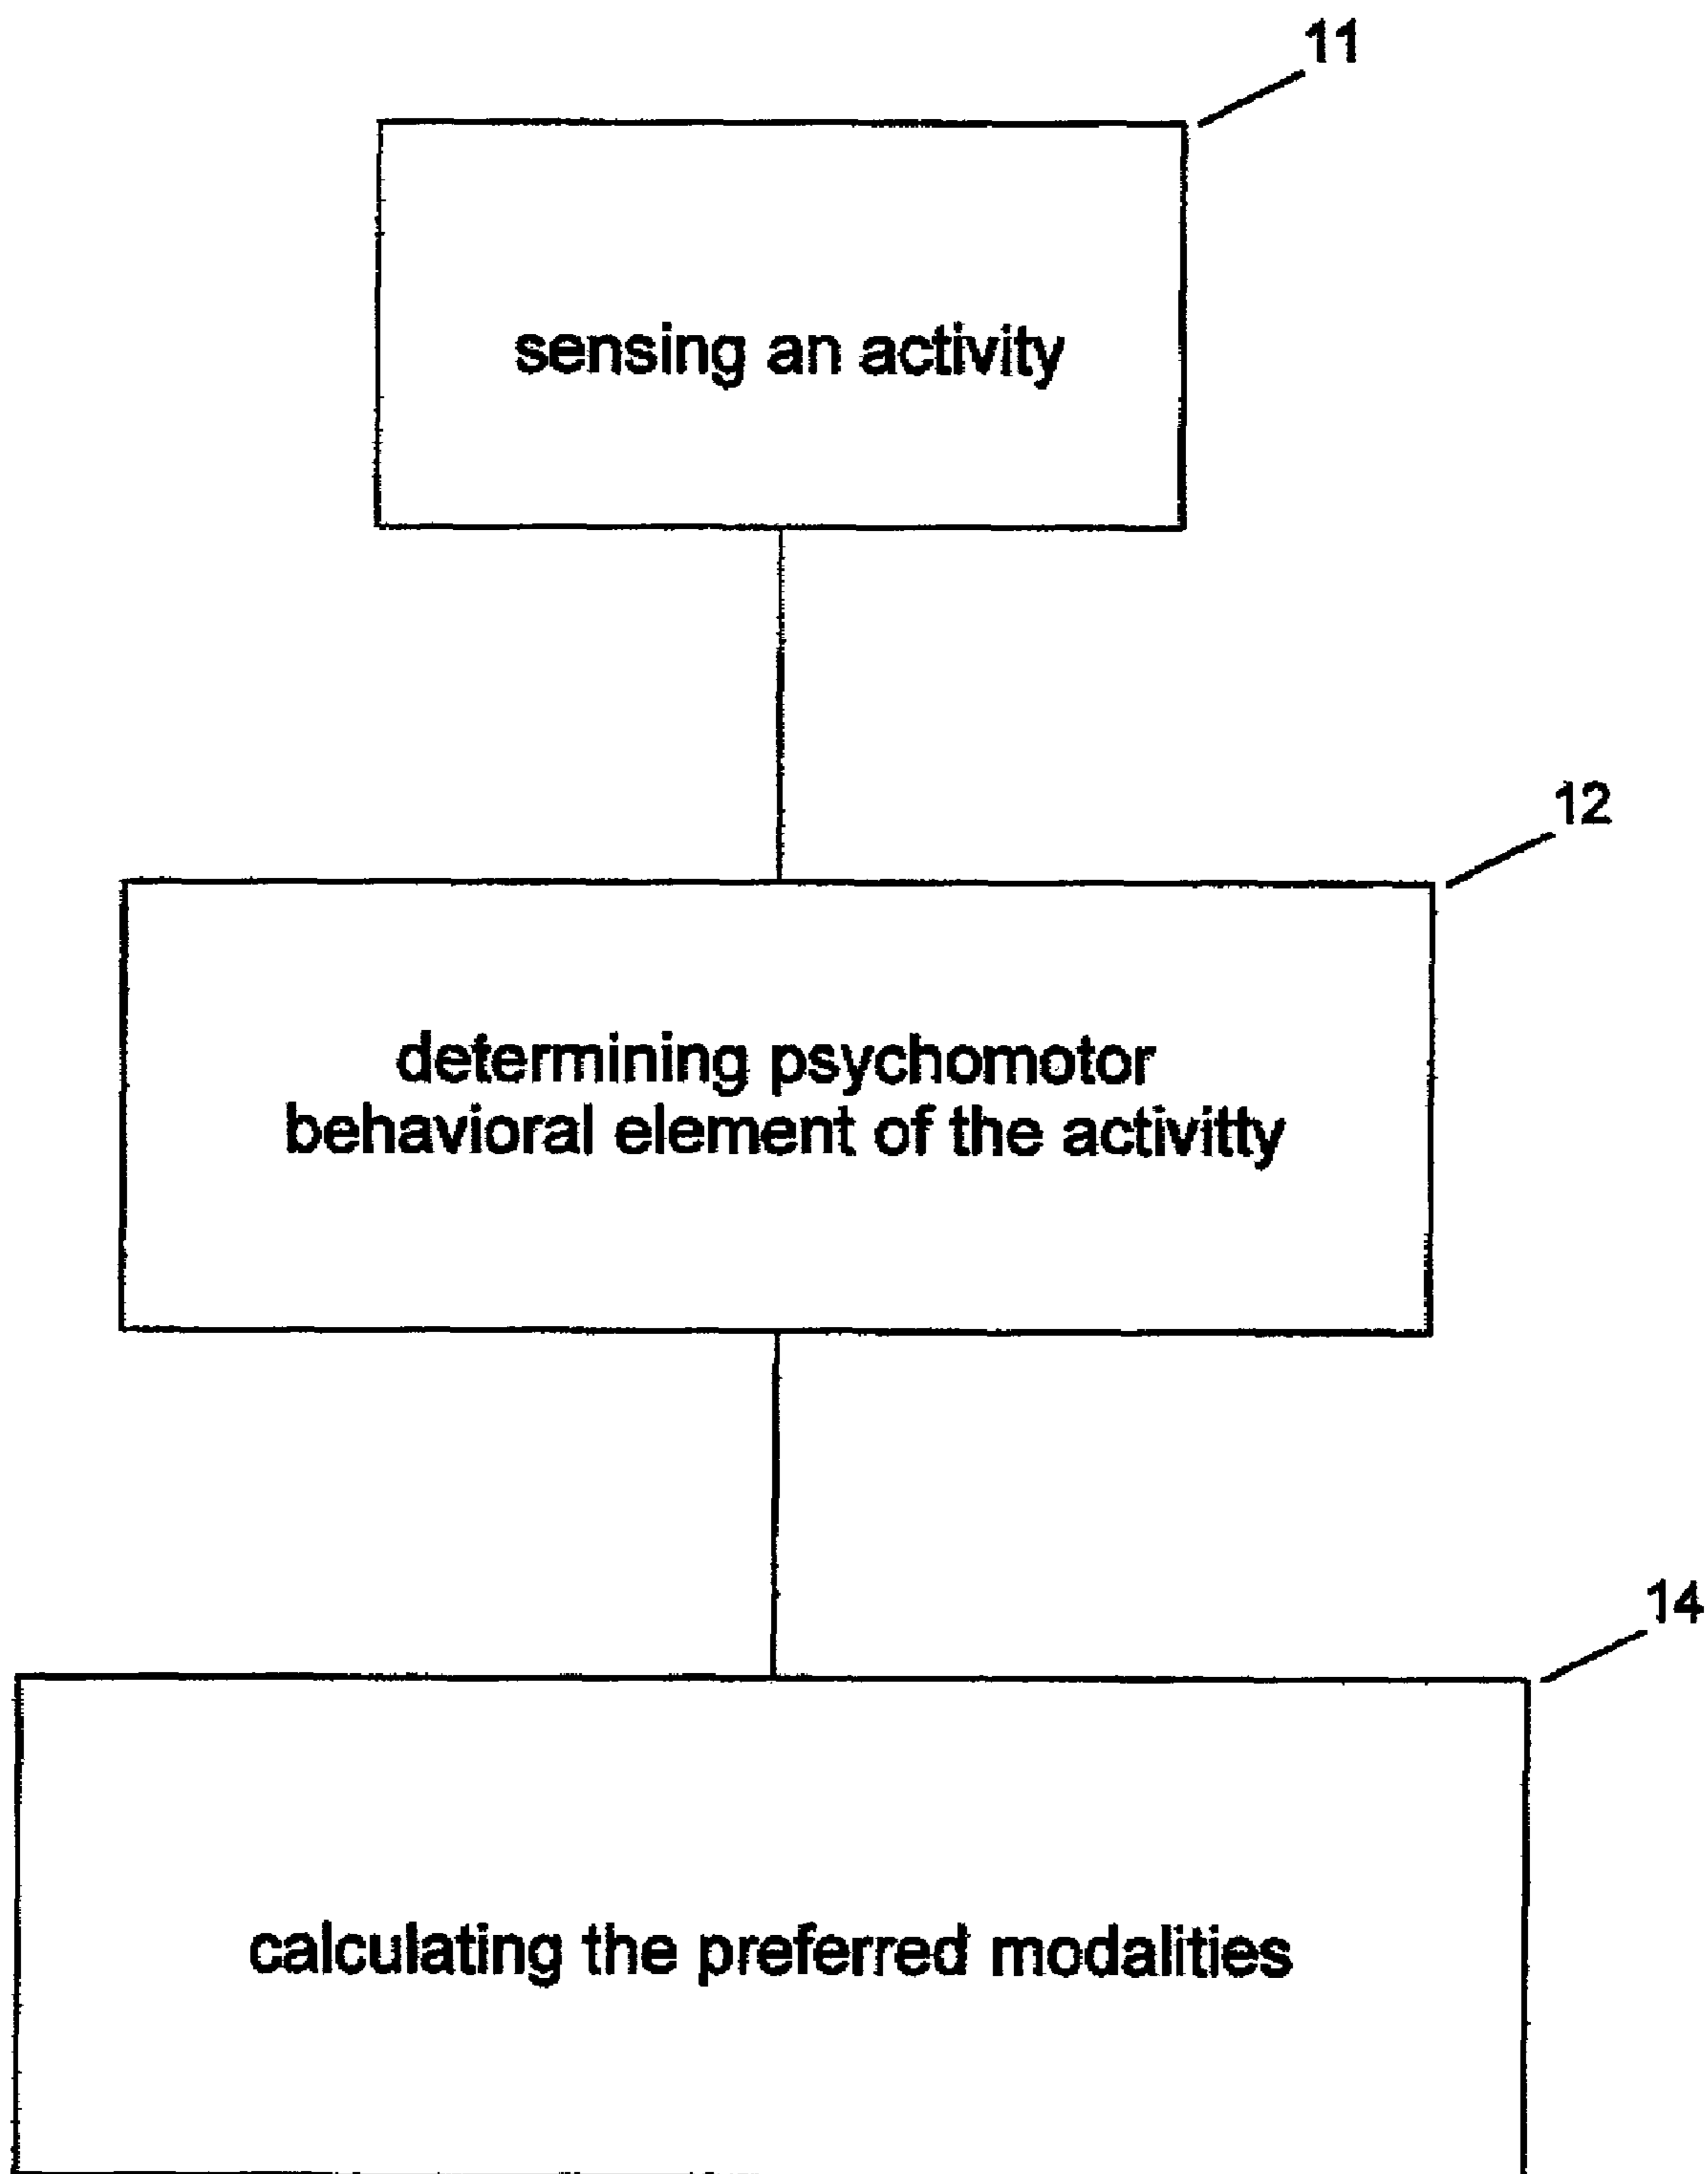 11
sensing an activity
12
determining psychomotor
behavioral element of the activitty
14
calculating the preferred modalities